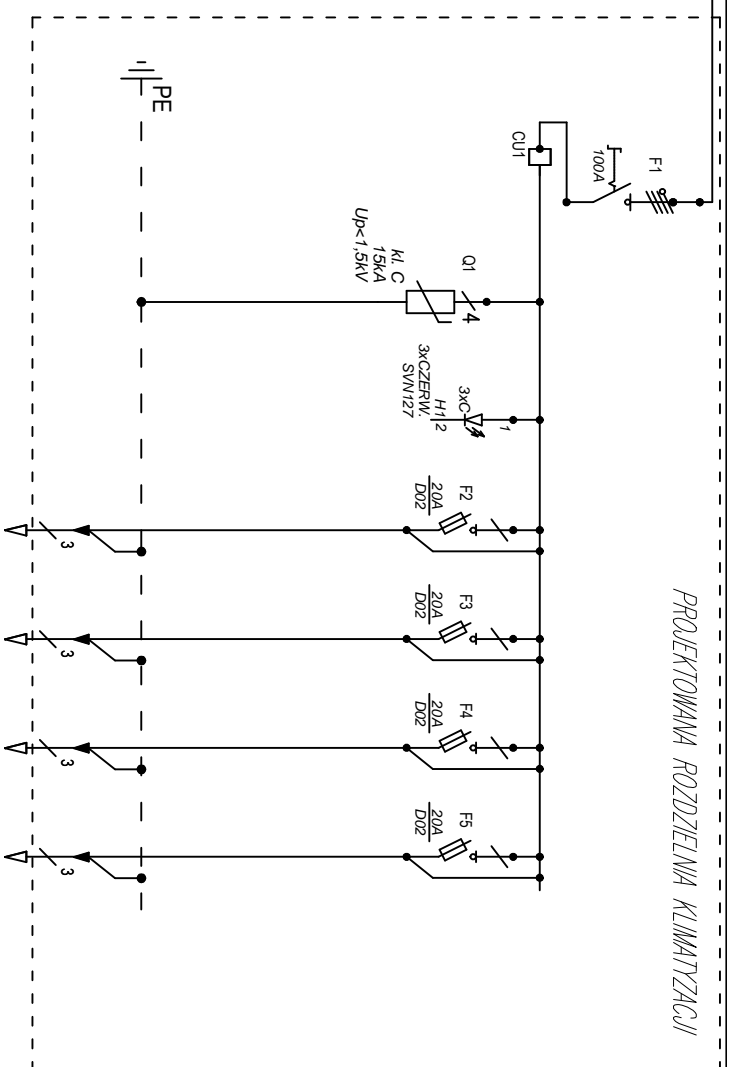 PROJEKTOWANA ROZDZIELNIA KLIMATYZACJI
F1
100A
CU1
PE
Q1
4
kl. C
15kA
Up<1,5kV
1
3xC
H1 2
3xCZERW.
SVN127
F2
20A
D02
3
F3
20A
D02
3
F4
20A
D02
3
F5
20A
D02
3